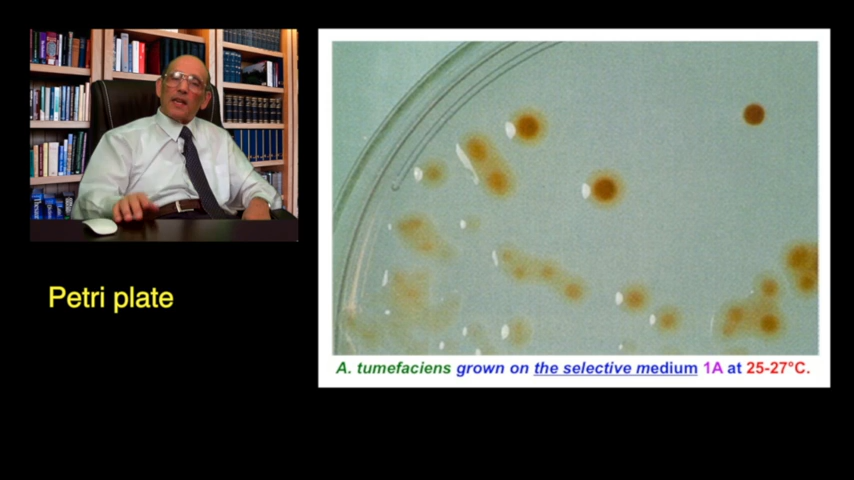 Petri plate
A. tumefaciens grown on the selective medium 1A at 25-27°C.